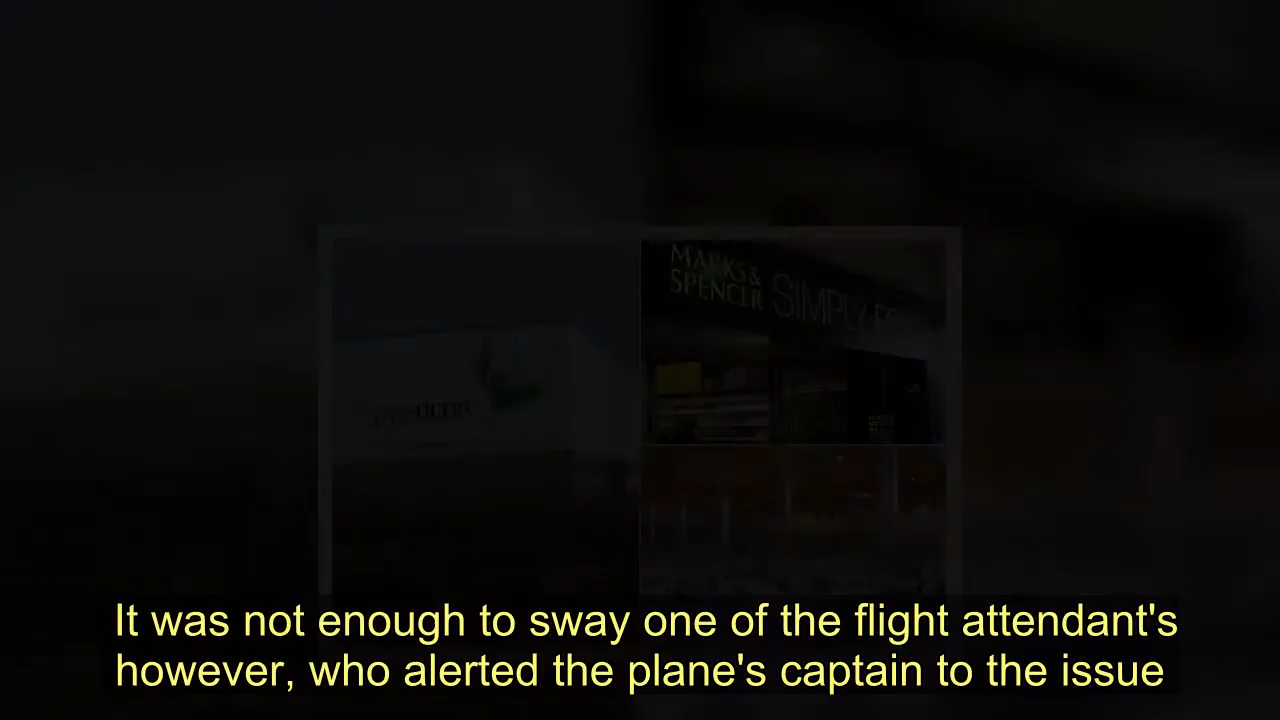 MARKS &
SPENCER SIMPLY
It was not enough to sway one of the flight attendant's
however, who alerted the plane's captain to the issue